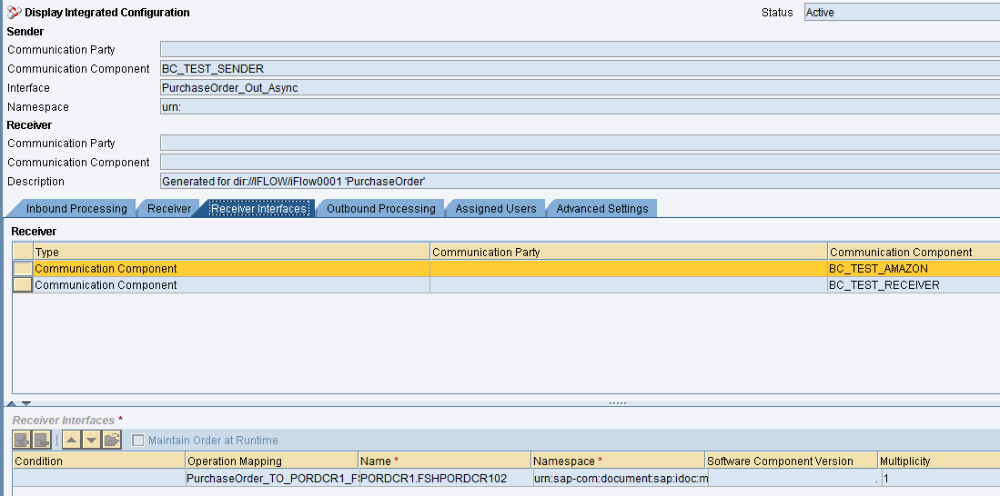 Display Integrated Configuration Status Active
Sender
Communication Party
Communication Component BC_TEST_SENDER
Interface PurchaseOrder_Out_Async
Namespace urn:
Receiver
Communication Party
Communication Component
Description Generated for dir://IFLOW/iFlow0001 'PurchaseOrder'
Inbound Processing Receiver Receiver Interfaces Outbound Processing Assigned Users Advanced Settings
Receiver
Type Communication Party Communication Component
Communication Component BC_TEST_AMAZON
Communication Component BC_TEST_RECEIVER
Receiver Interfaces *
Maintain Order at Runtime
Condition Operation Mapping Name * Namespace * Software Component Version Multiplicity
PurchaseOrder_TO_PORDCR1_FS PORDCR1.FSHPORDCR102 urn:sap-com:document:sap:idoc:m . 1